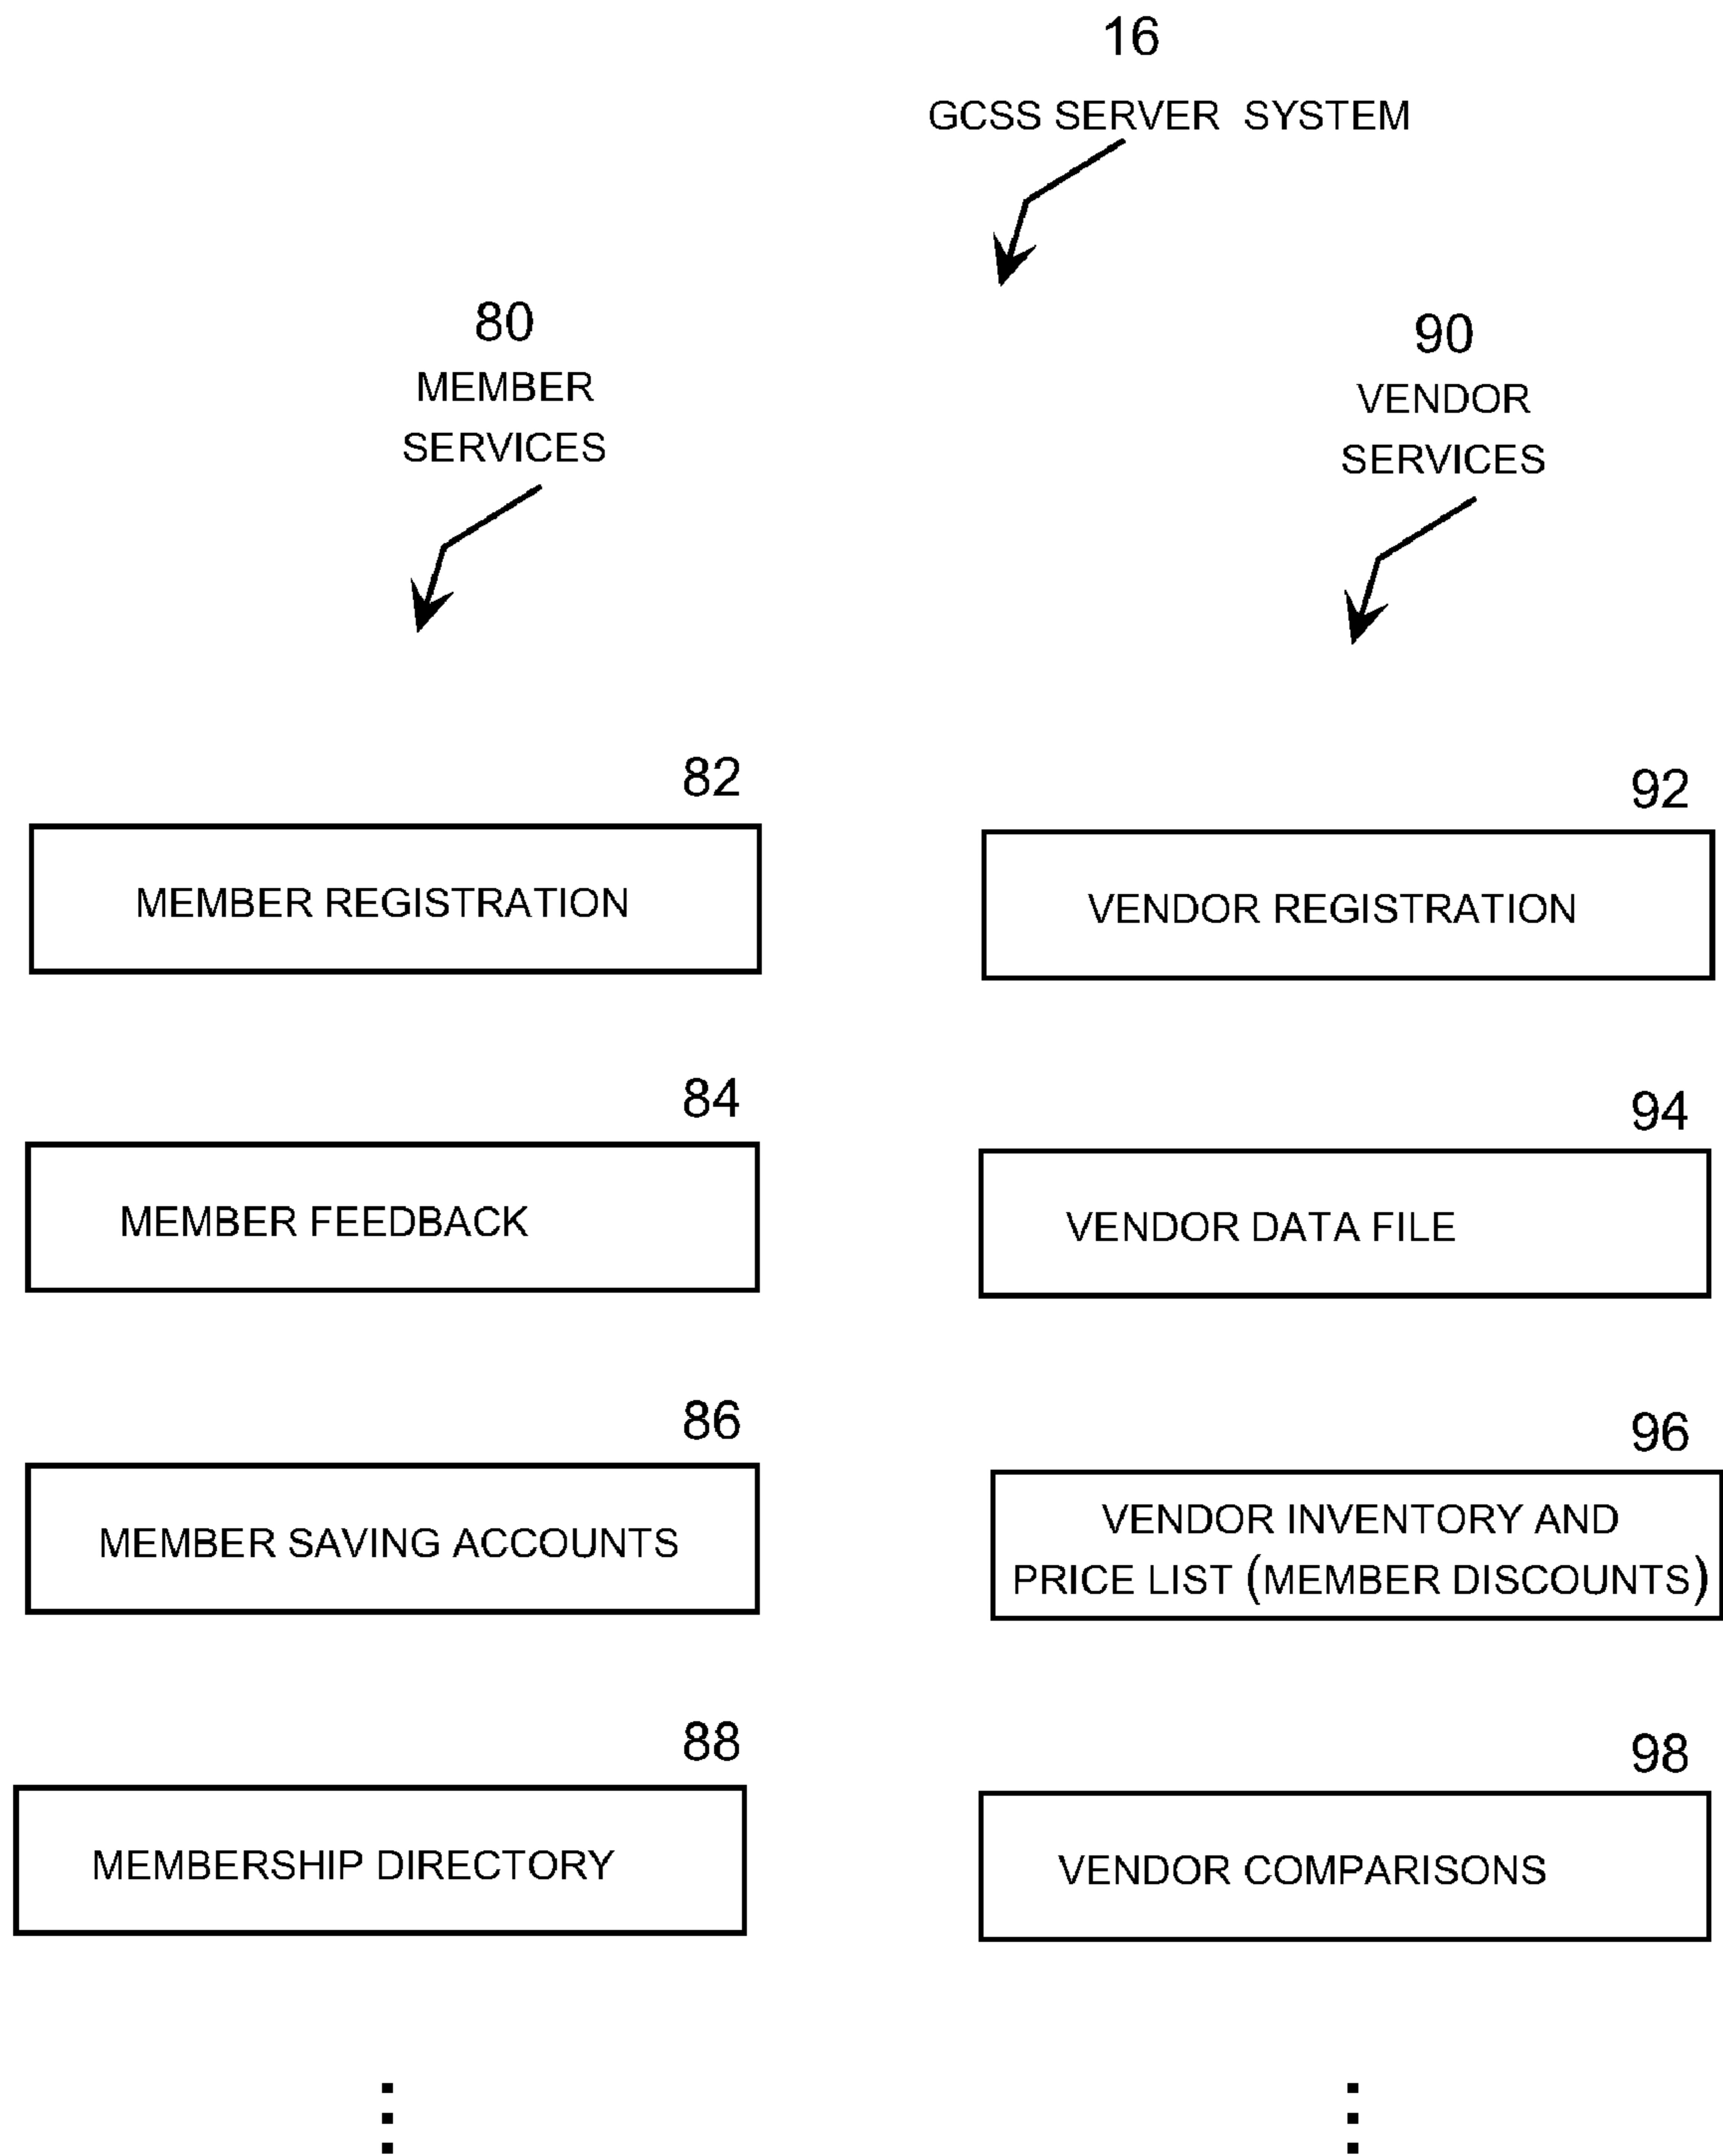 16
GCSS SERVER SYSTEM
80
MEMBER
SERVICES
90
VENDOR
SERVICES
82
MEMBER REGISTRATION
92
VENDOR REGISTRATION
84
MEMBER FEEDBACK
94
VENDOR DATA FILE
86
MEMBER SAVING ACCOUNTS
96
VENDOR INVENTORY AND
PRICE LIST (MEMBER DISCOUNTS)
88
MEMBERSHIP DIRECTORY
98
VENDOR COMPARISONS